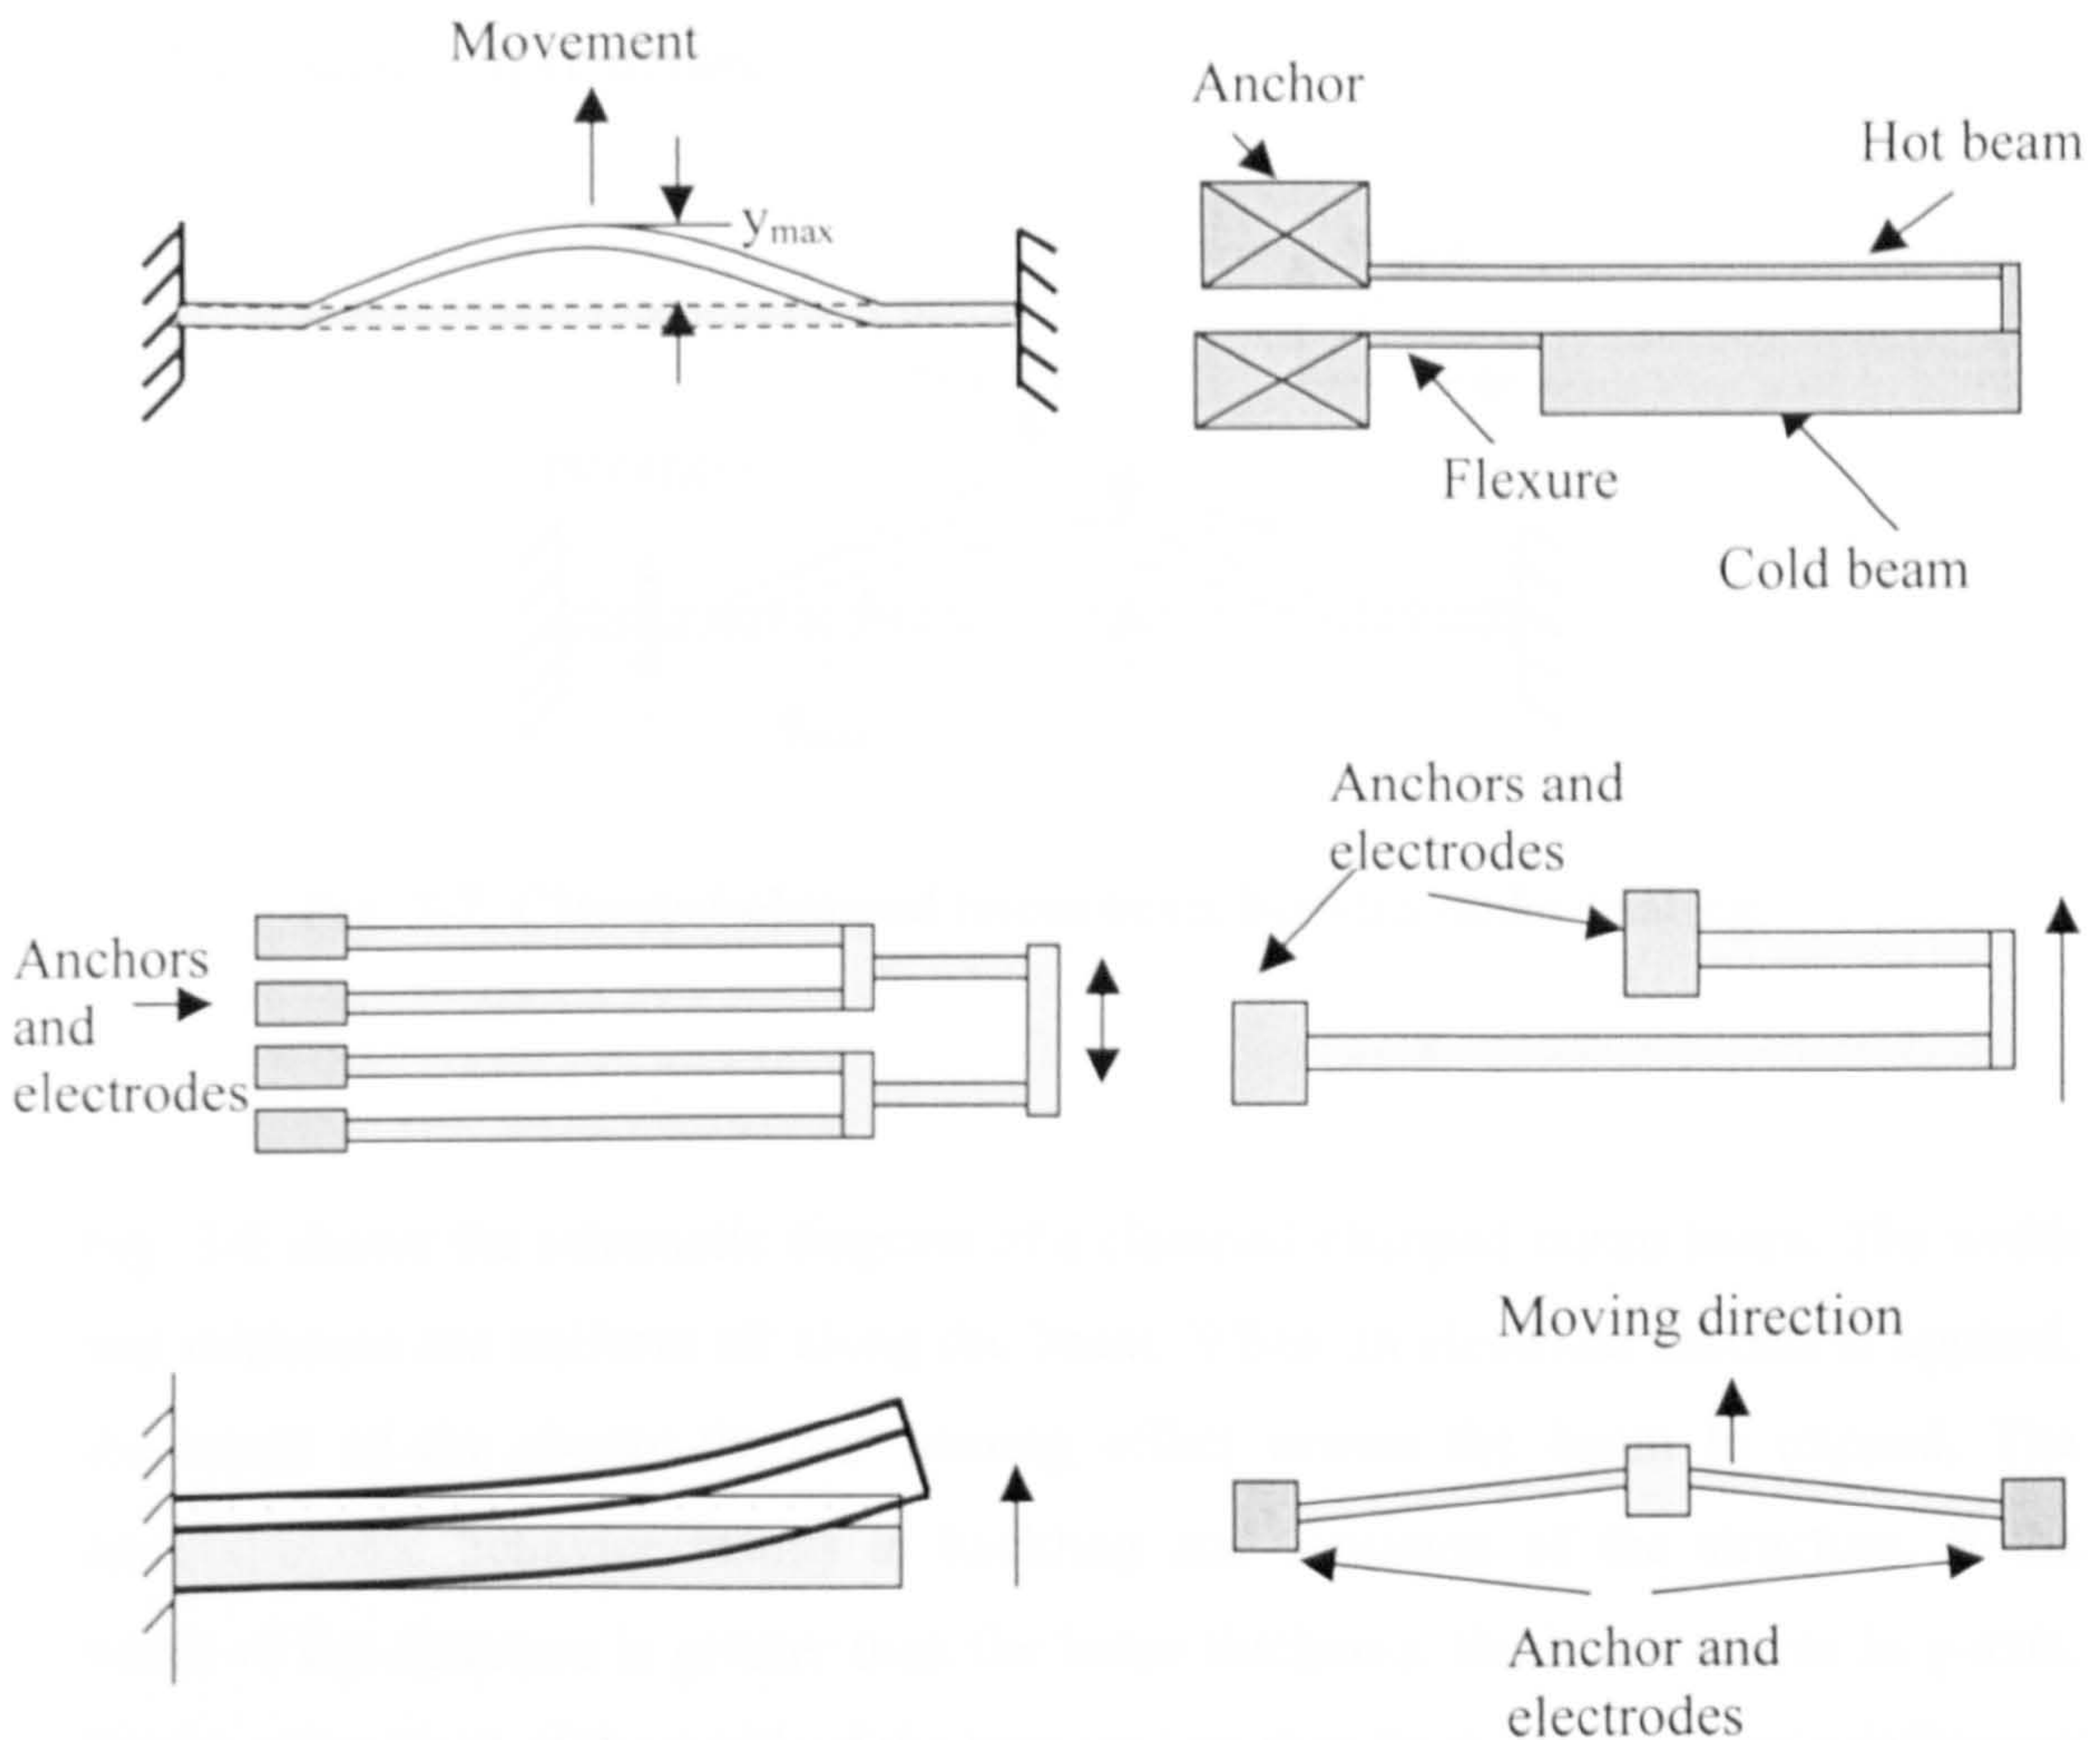 Movement
y_max
Anchor
Hot beam
Flexure
Cold beam
Anchors
and
electrodes
Anchors and
electrodes
Moving direction
Anchor and
electrodes